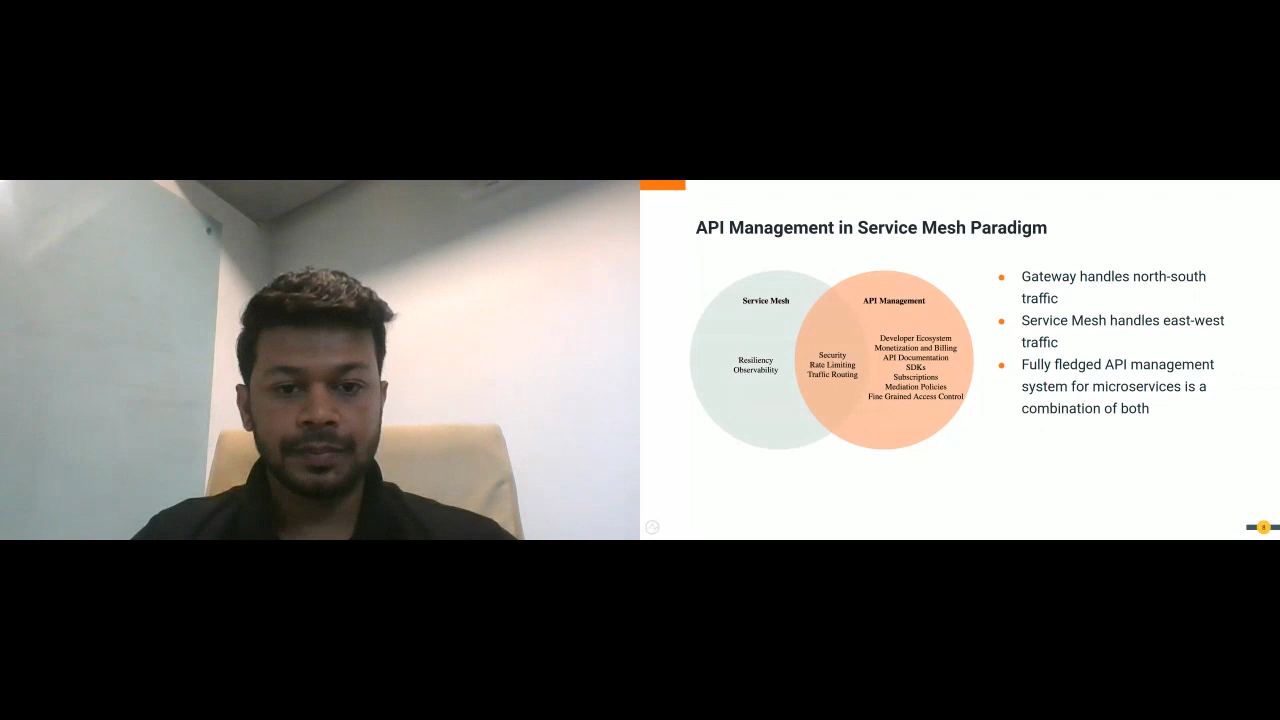 API Management in Service Mesh Paradigm
Service Mesh
Resiliency
Observability
Security
Rate Limiting
Traffic Routing
API Management
Developer Ecosystem
Monetization and Billing
API Documentation
SDKs
Subscriptions
Mediation Policies
Fine Grained Access Control
Gateway handles north-south
traffic
Service Mesh handles east-west
traffic
Fully fledged API management
system for microservices is a
combination of both
8